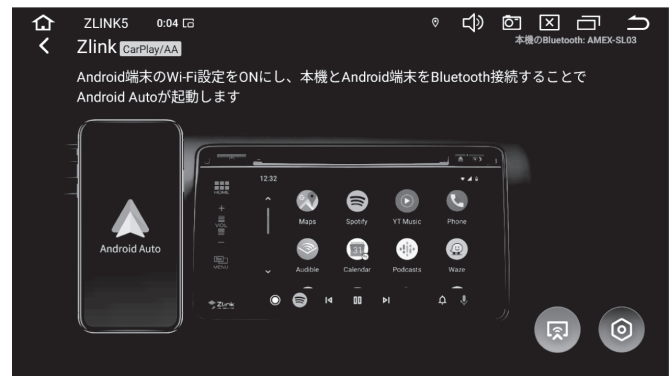 ZLINK5 0:04
本機のBluetooth: AMEX-SL03
Zlink CarPlay/AA
Android端末のWi-Fi設定をONにし、本機とAndroid端末をBluetooth接続することで
Android Autoが起動します
Android Auto
HOME
VOL
MENU
Zlink
12:32
Maps Spotify YT Music Phone
31
Audible Calendar Podcasts Waze